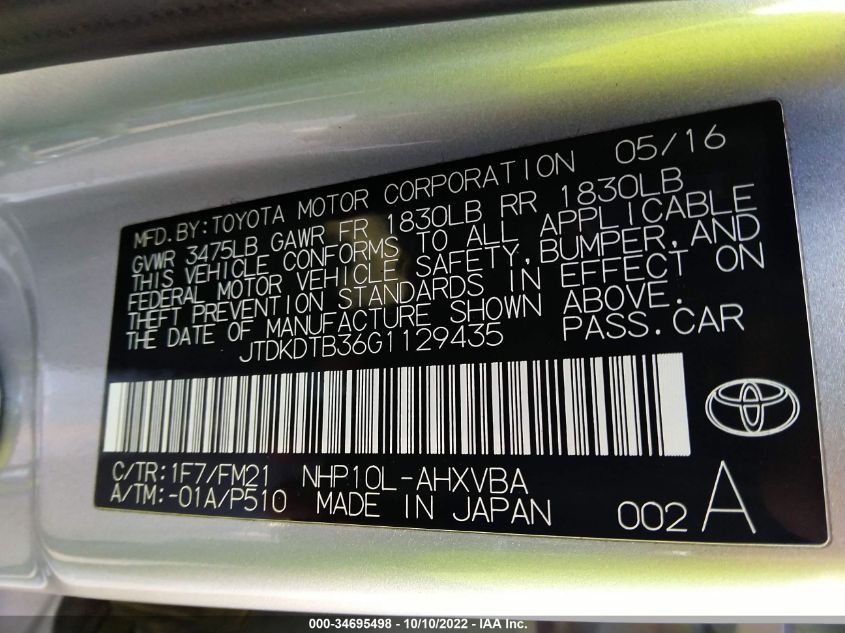 MFD.BY:TOYOTA MOTOR CORPORATION 05/16
GVWR 3475LB GAWR FR 1830LB RR 1830LB
THIS VEHICLE CONFORMS TO ALL APPLICABLE
FEDERAL MOTOR VEHICLE SAFETY,BUMPER,AND
THEFT PREVENTION STANDARDS IN EFFECT ON
THE DATE OF MANUFACTURE SHOWN ABOVE.
JTDKDTB36G1129435 PASS.CAR
C/TR:1F7/FM21 NHP10L-AHXVBA
A/TM:-01A/P510 MADE IN JAPAN 002 A
000-34695498 - 10/10/2022 - IAA Inc.